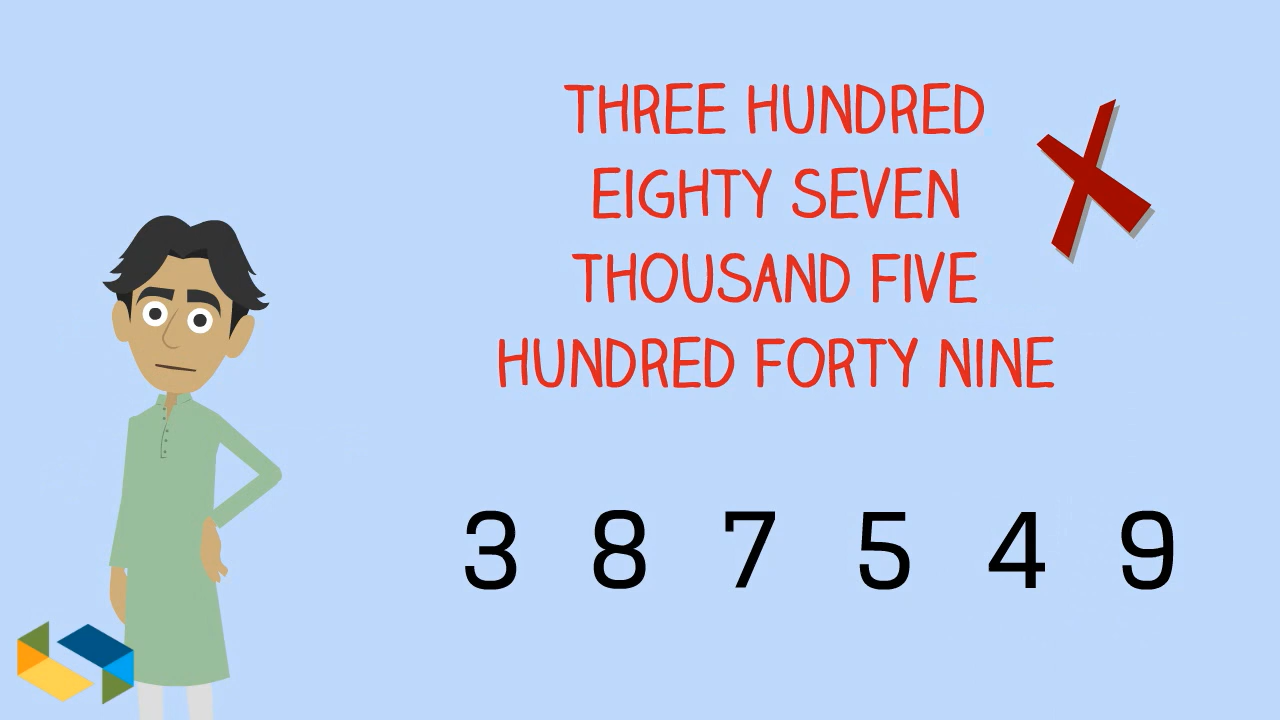 THREE HUNDRED
EIGHTY SEVEN
THOUSAND FIVE
HUNDRED FORTY NINE
3 8 7 5 4 9